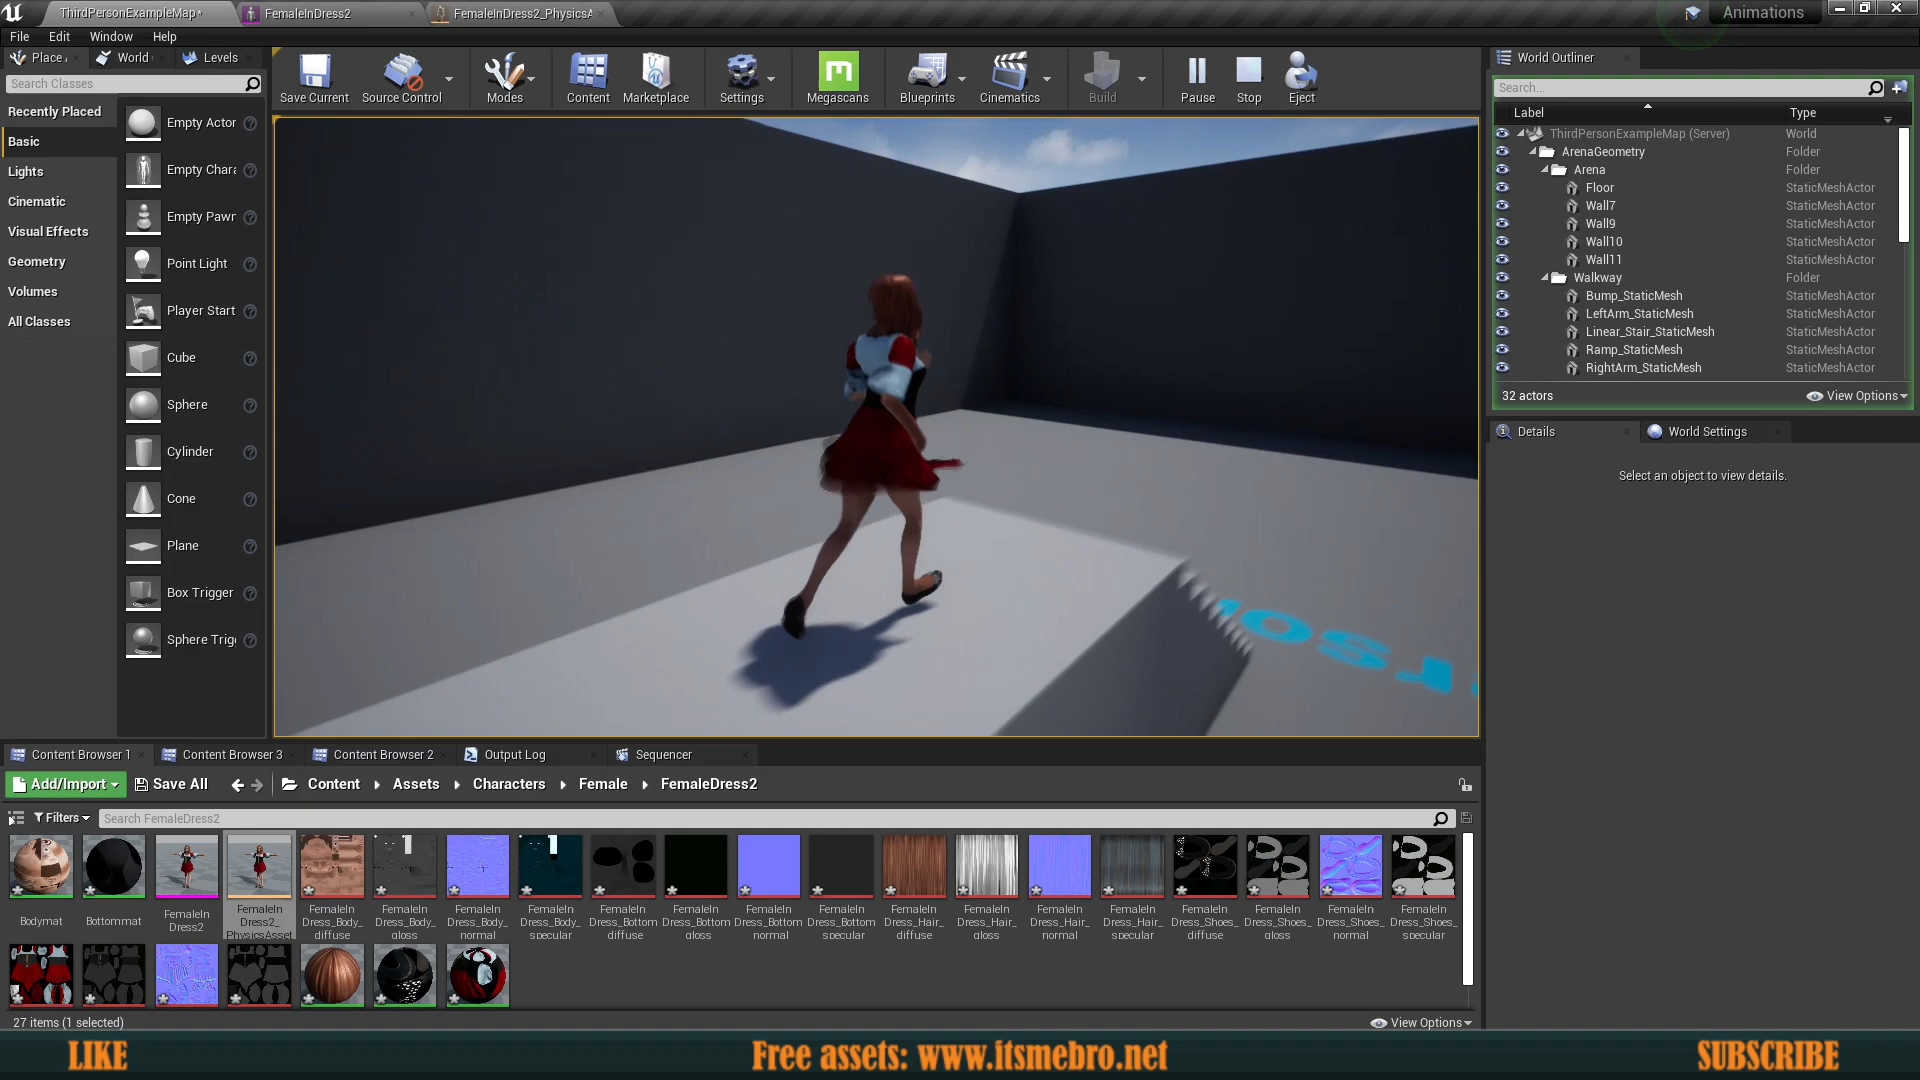 ThirdPersonExampleMap*
FemaleInDress2
FemaleInDress2_PhysicsA
Animations
File Edit Window Help
Place
World
Levels
Search Classes
Recently Placed
Basic
Lights
Cinematic
Visual Effects
Geometry
Volumes
All Classes
Empty Actor
Empty Chara
Empty Pawn
Point Light
Player Start
Cube
Sphere
Cylinder
Cone
Plane
Box Trigger
Sphere Trig
Save Current
Source Control
Modes
Content
Marketplace
Settings
Megascans
Blueprints
Cinematics
Build
Pause
Stop
Eject
World Outliner
Search...
Label Type
ThirdPersonExampleMap (Server) World
ArenaGeometry Folder
Arena Folder
Floor StaticMeshActor
Wall7 StaticMeshActor
Wall9 StaticMeshActor
Wall10 StaticMeshActor
Wall11 StaticMeshActor
Walkway Folder
Bump_StaticMesh StaticMeshActor
LeftArm_StaticMesh StaticMeshActor
Linear_Stair_StaticMesh StaticMeshActor
Ramp_StaticMesh StaticMeshActor
RightArm_StaticMesh StaticMeshActor
32 actors View Options
Details
World Settings
Select an object to view details.
Content Browser 1
Content Browser 3
Content Browser 2
Output Log
Sequencer
Add/Import
Save All
Content
Assets
Characters
Female
FemaleDress2
Filters
Search FemaleDress2
Bodymat
Bottommat
FemaleIn
Dress2
FemaleIn
Dress2_
PhysicsAsset
FemaleIn
Dress_Body_
diffuse
FemaleIn
Dress_Body_
gloss
FemaleIn
Dress_Body_
normal
FemaleIn
Dress_Body_
specular
FemaleIn
Dress_Bottom
diffuse
FemaleIn
Dress_Bottom
gloss
FemaleIn
Dress_Bottom
normal
FemaleIn
Dress_Bottom
specular
FemaleIn
Dress_Hair_
diffuse
FemaleIn
Dress_Hair_
gloss
FemaleIn
Dress_Hair_
normal
FemaleIn
Dress_Hair_
specular
FemaleIn
Dress_Shoes_
diffuse
FemaleIn
Dress_Shoes_
gloss
FemaleIn
Dress_Shoes_
normal
FemaleIn
Dress_Shoes_
specular
27 items (1 selected)
View Options
LIKE
Free assets: www.itsmebro.net
SUBSCRIBE